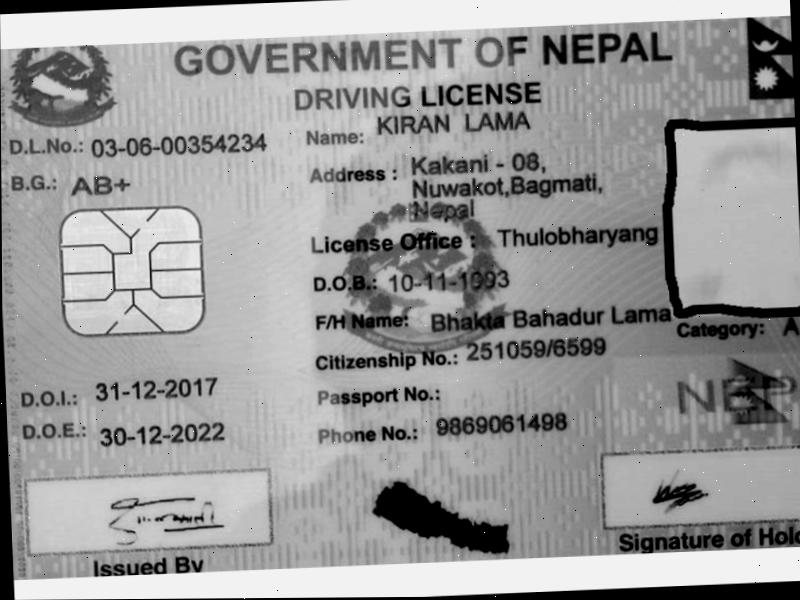 GOVERNMENT OF NEPAL
DRIVING LICENSE
D.L.No.: 03-06-00354234
Name: KIRAN LAMA
B.G.: AB+
Address : Kakani - 08,
Nuwakot,Bagmati,
Nepal
License Office : Thulobharyang
D.O.B.: 10-11-1993
F/H Name: Bhakta Bahadur Lama
Category: A
Citizenship No.: 251059/6599
D.O.I.: 31-12-2017
Passport No.:
NEP
D.O.E.: 30-12-2022
Phone No.: 9869061498
Issued By
Signature of Hol